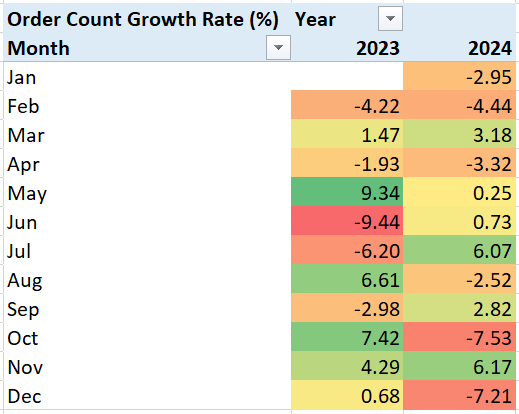 Order Count Growth Rate (%) Year
Month 2023 2024
Jan -2.95
Feb -4.22 -4.44
Mar 1.47 3.18
Apr -1.93 -3.32
May 9.34 0.25
Jun -9.44 0.73
Jul -6.20 6.07
Aug 6.61 -2.52
Sep -2.98 2.82
Oct 7.42 -7.53
Nov 4.29 6.17
Dec 0.68 -7.21